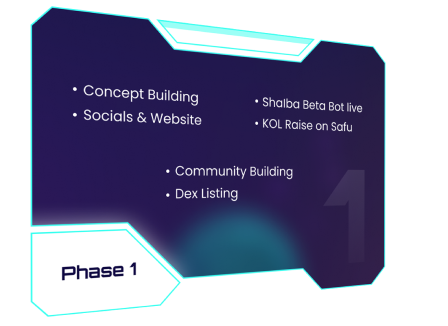 Concept Building
Socials & Website
Shalba Beta Bot live
KOL Raise on Safu
Community Building
Dex Listing
1
Phase 1